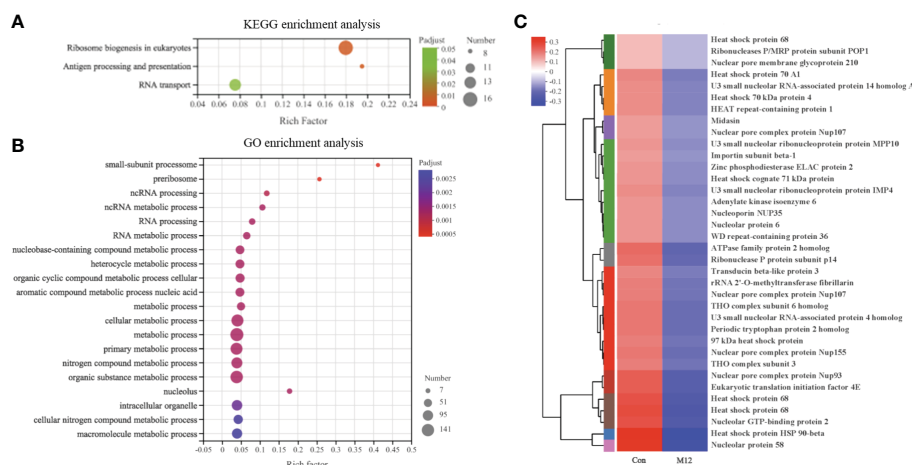 A
KEGG enrichment analysis
Ribosome biogenesis in eukaryotes
Antigen processing and presentation
RNA transport
0.04 0.06 0.08 0.1 0.12 0.14 0.16 0.18 0.2 0.22 0.24
Rich Factor
Padjust
0.05
0.04
0.03
0.02
0.01
0
Number
8
11
13
16
B
GO enrichment analysis
small-subunit processome
preribosome
ncRNA processing
ncRNA metabolic process
RNA processing
RNA metabolic process
nucleobase-containing compound metabolic process
heterocycle metabolic process
organic cyclic compound metabolic process cellular
aromatic compound metabolic process nucleic acid
metabolic process
cellular metabolic process
metabolic process
primary metabolic process
nitrogen compound metabolic process
organic substance metabolic process
nucleolus
intracellular organelle
cellular nitrogen compound metabolic process
macromolecule metabolic process
0 0.05 0.1 0.15 0.2 0.25 0.3 0.35 0.4 0.45 0.5
Rich factor
Padjust
0.0025
0.002
0.0015
0.001
0.0005
Number
7
51
95
141
C
0.3
0.2
0.1
0
-0.1
-0.2
-0.3
Heat shock protein 68
Ribonucleases P/MRP protein subunit POP1
Nuclear pore membrane glycoprotein 210
Heat shock protein 70 A1
U3 small nucleolar RNA-associated protein 14 homolog A
Heat shock 70 kDa protein 4
HEAT repeat-containing protein 1
Midasin
Nuclear pore complex protein Nup107
U3 small nucleolar ribonucleoprotein protein MPP10
Importin subunit beta-1
Zinc phosphodiesterase ELAC protein 2
Heat shock cognate 71 kDa protein
U3 small nucleolar ribonucleoprotein protein IMP4
Adenylate kinase isoenzyme 6
Nucleoporin NUP35
Nucleolar protein 6
WD repeat-containing protein 36
ATPase family protein 2 homolog
Ribonuclease P protein subunit p14
Transducin beta-like protein 3
rRNA 2'-O-methyltransferase fibrillarin
Nuclear pore complex protein Nup107
THO complex subunit 6 homolog
U3 small nucleolar RNA-associated protein 4 homolog
Periodic tryptophan protein 2 homolog
97 kDa heat shock protein
Nuclear pore complex protein Nup155
THO complex subunit 3
Nuclear pore complex protein Nup93
Eukaryotic translation initiation factor 4E
Heat shock protein 68
Heat shock protein 68
Nucleolar GTP-binding protein 2
Heat shock protein HSP 90-beta
Nucleolar protein 58
Con M12